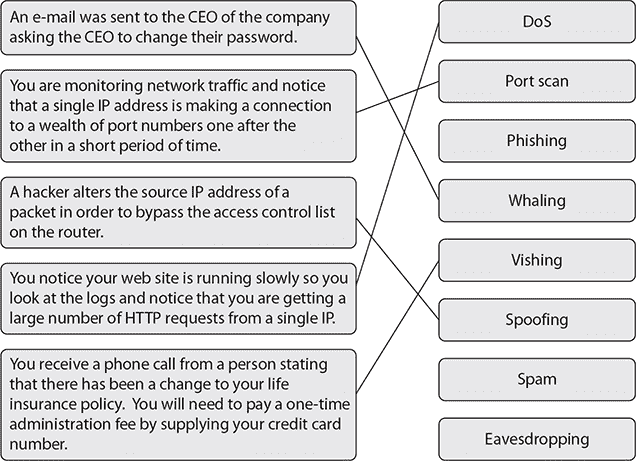 An e-mail was sent to the CEO of the company
asking the CEO to change their password.
You are monitoring network traffic and notice
that a single IP address is making a connection
to a wealth of port numbers one after the
other in a short period of time.
A hacker alters the source IP address of a
packet in order to bypass the access control list
on the router.
You notice your web site is running slowly so you
look at the logs and notice that you are getting a
large number of HTTP requests from a single IP.
You receive a phone call from a person stating
that there has been a change to your life
insurance policy.  You will need to pay a one-time
administration fee by supplying your credit card
number.
DoS
Port scan
Phishing
Whaling
Vishing
Spoofing
Spam
Eavesdropping